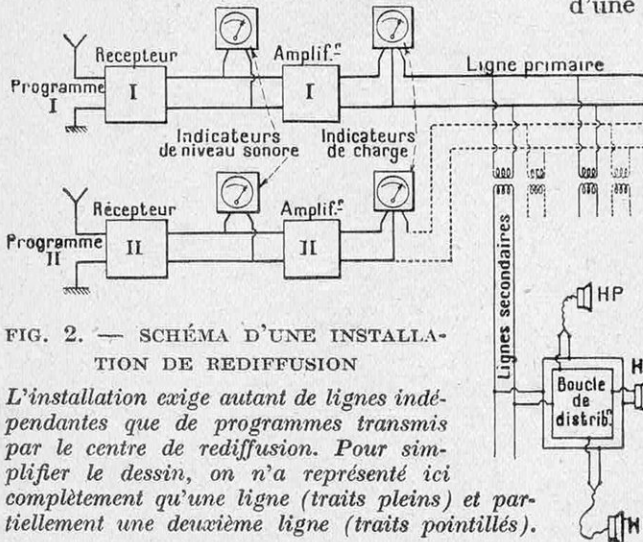 d'une
Recepteur
Amplif.r
Ligne primaire
Programme
I
I
I
Indicateurs
de niveau sonore
Indicateurs
de charge
Récepteur
Amplif.r
Programme
II
II
II
Lignes secondaires
HP
Boucle
de
distrib.n
H
H
FIG. 2. — SCHÉMA D'UNE INSTALLA-
TION DE REDIFFUSION
L'installation exige autant de lignes indé-
pendantes que de programmes transmis
par le centre de rediffusion. Pour sim-
plifier le dessin, on n'a représenté ici
complètement qu'une ligne (traits pleins) et par-
tiellement une deuxième ligne (traits pointillés).